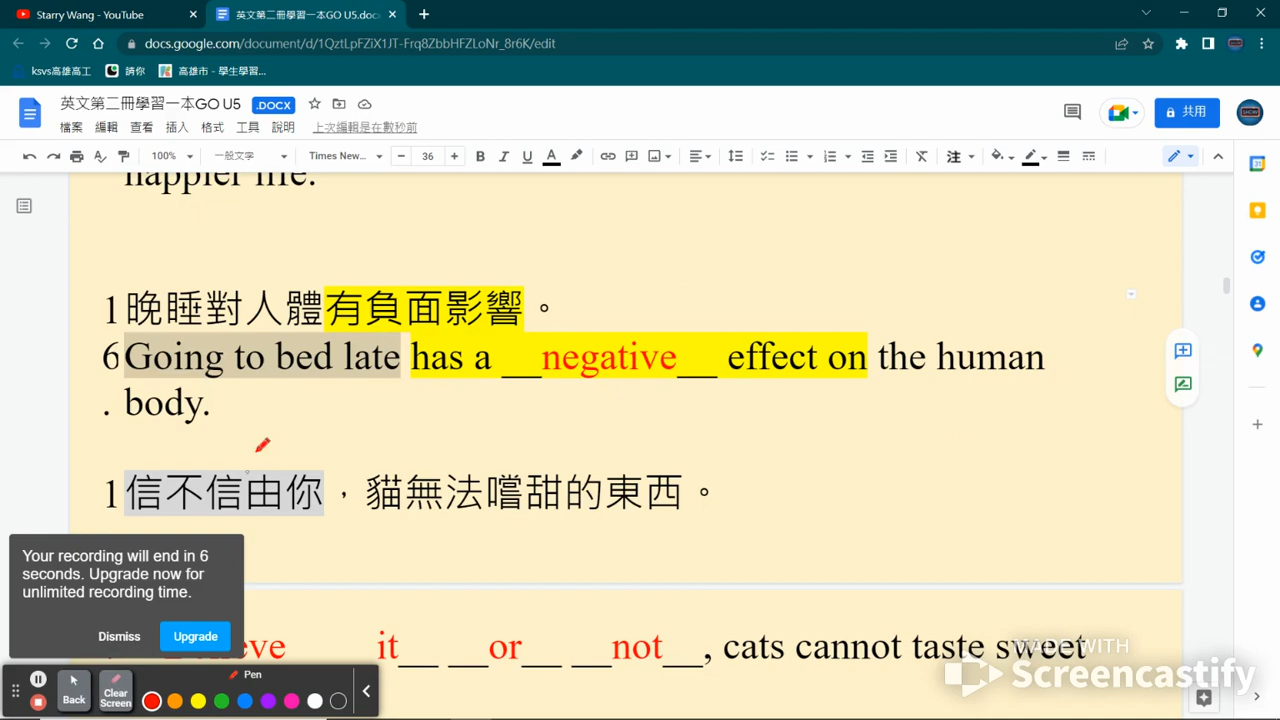 Starry Wang - YouTube
英文第二冊學習一本GO U5.docx
docs.google.com/document/d/1QztLpFZiX1JT-Frq8ZbbHFZLoNr_8r6K/edit
ksvs高雄高工 請你 高雄市 - 學生學習...
英文第二冊學習一本GO U5 .DOCX
檔案 編輯 查看 插入 格式 工具 說明 上次編輯是在數秒前
共用
100% 一般文字 Times New... 36 B I U A 注
happier life.
1晚睡對人體有負面影響。
6Going to bed late has a __negative__ effect on the human
. body.
1信不信由你，貓無法嚐甜的東西。
Your recording will end in 6
seconds. Upgrade now for
unlimited recording time.
Dismiss Upgrade
it__ __or__ __not__, cats cannot taste sweet
MADE WITH
Screencastify
Pen
Back Clear
Screen